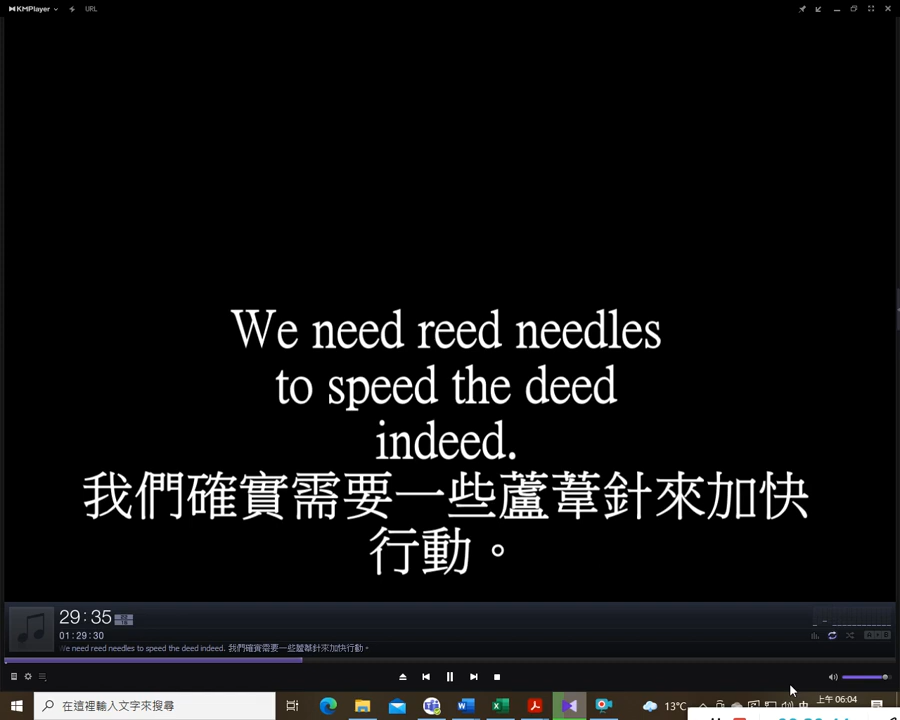 KMPlayer URL
We need reed needles
to speed the deed
indeed.
我們確實需要一些蘆葦針來加快
行動。
29:35
01:29:30
We need reed needles to speed the deed indeed. 我們確實需要一些蘆葦針來加快行動。
在這裡輸入文字來搜尋
13°C
中
上午 06:04